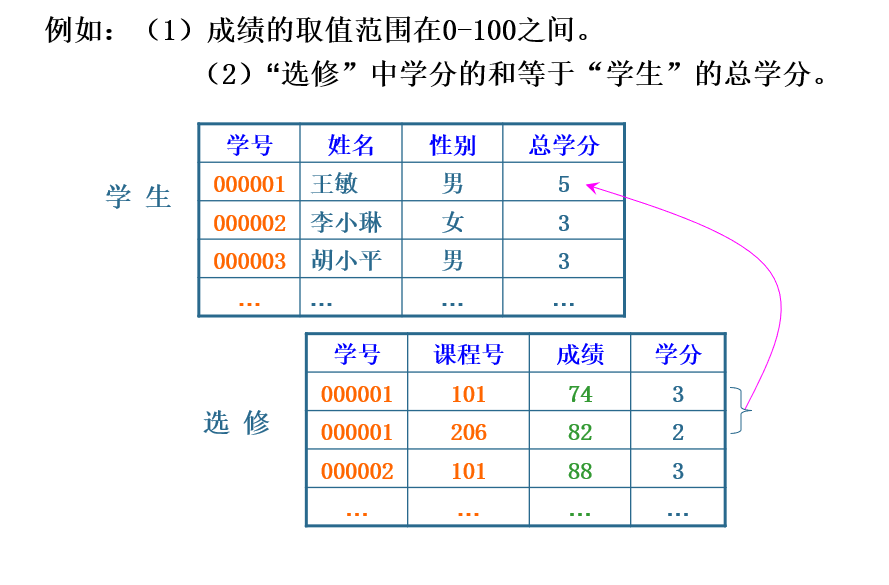 例如：（1）成绩的取值范围在0-100之间。
（2）“选修”中学分的和等于“学生”的总学分。
学号 姓名 性别 总学分
学 生
000001 王敏 男 5
000002 李小琳 女 3
000003 胡小平 男 3
… … … …
学号 课程号 成绩 学分
选 修
000001 101 74 3
000001 206 82 2
000002 101 88 3
… … … …